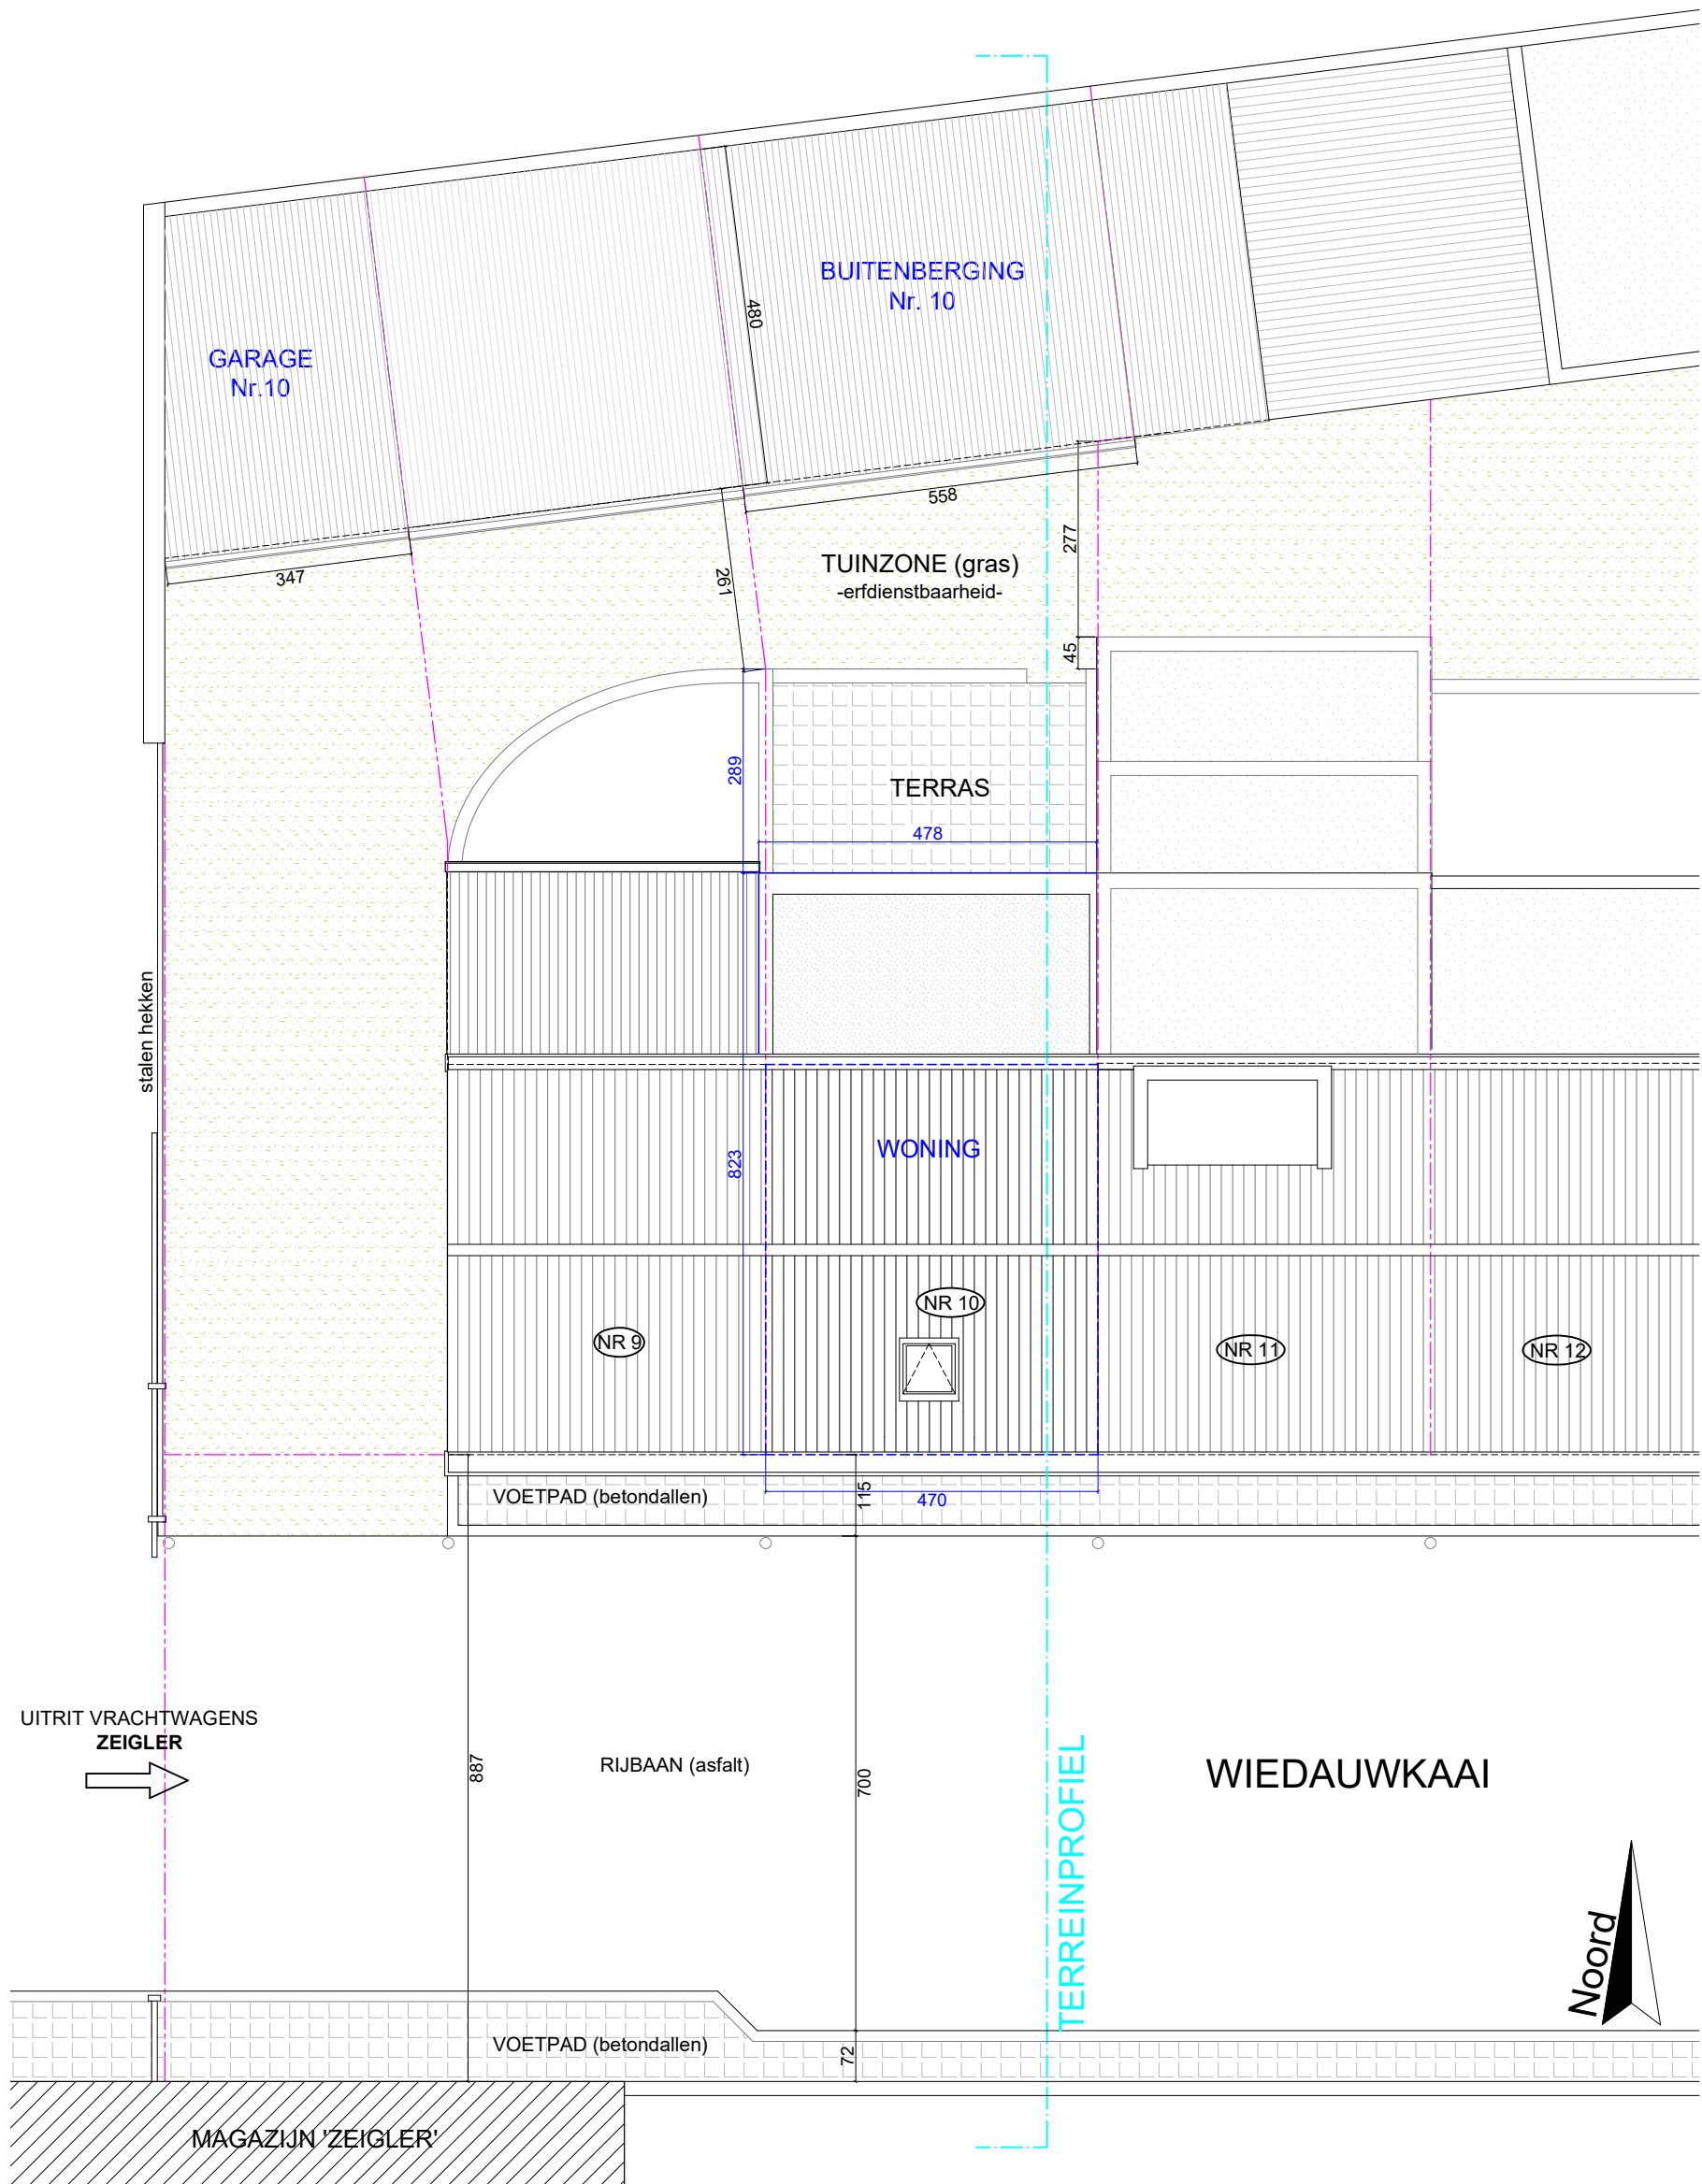 BUITENBERGING
Nr. 10
480
GARAGE
Nr.10
558
277
347
261
TUINZONE (gras)
-erfdienstbaarheid-
45
289
TERRAS
478
stalen hekken
WONING
823
NR 10
NR 9
NR 11
NR 12
VOETPAD (betondallen)
115
470
UITRIT VRACHTWAGENS
ZEIGLER
887
RIJBAAN (asfalt)
700
TERREINPROFIEL
WIEDAUWKAAI
Noord
VOETPAD (betondallen)
72
MAGAZIJN 'ZEIGLER'